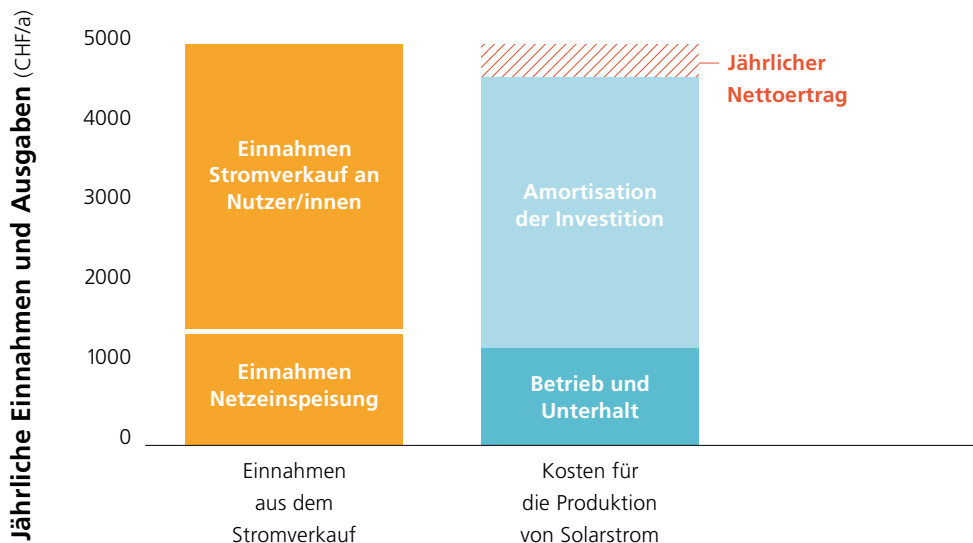 Jährliche Einnahmen und Ausgaben (CHF/a)
5000
4000
3000
2000
1000
0
Einnahmen
Stromverkauf an
Nutzer/innen
Einnahmen
Netzeinspeisung
Amortisation
der Investition
Betrieb und
Unterhalt
Jährlicher
Nettoertrag
Einnahmen
aus dem
Stromverkauf
Kosten für
die Produktion
von Solarstrom